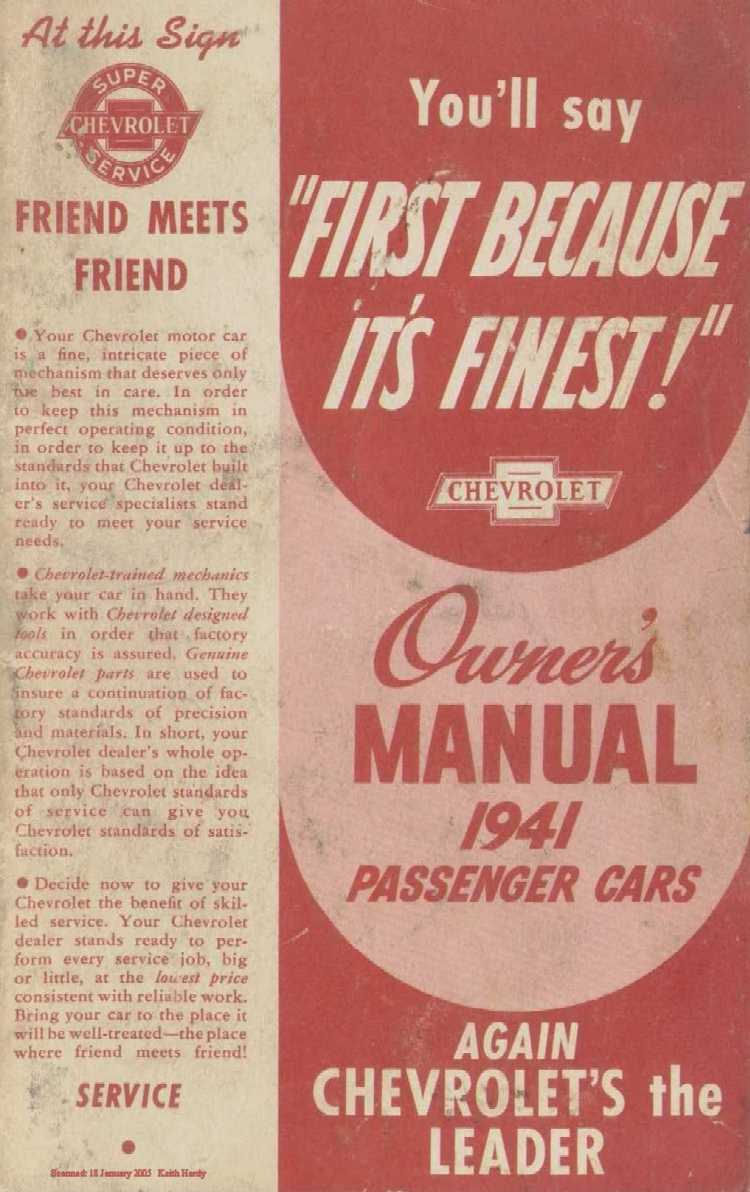 At this Sign
SUPER
CHEVROLET
SERVICE
FRIEND MEETS
FRIEND
● Your Chevrolet motor car
is a fine, intricate piece of
mechanism that deserves only
the best in care. In order
to keep this mechanism in
perfect operating condition,
in order to keep it up to the
standards that Chevrolet built
into it, your Chevrolet deal-
er's service specialists stand
ready to meet your service
needs.
● Chevrolet-trained mechanics
take your car in hand. They
work with Chevrolet designed
tools in order that factory
accuracy is assured. Genuine
Chevrolet parts are used to
insure a continuation of fac-
tory standards of precision
and materials. In short, your
Chevrolet dealer's whole op-
eration is based on the idea
that only Chevrolet standards
of service can give you
Chevrolet standards of satis-
faction.
● Decide now to give your
Chevrolet the benefit of skil-
led service. Your Chevrolet
dealer stands ready to per-
form every service job, big
or little, at the lowest price
consistent with reliable work.
Bring your car to the place it
will be well-treated—the place
where friend meets friend!
SERVICE
●
Scanned: 18 January 2005 Keith Hardy
You'll say
"FIRST BECAUSE
IT'S FINEST!"
CHEVROLET
Owner's
MANUAL
1941
PASSENGER CARS
AGAIN
CHEVROLET'S the
LEADER